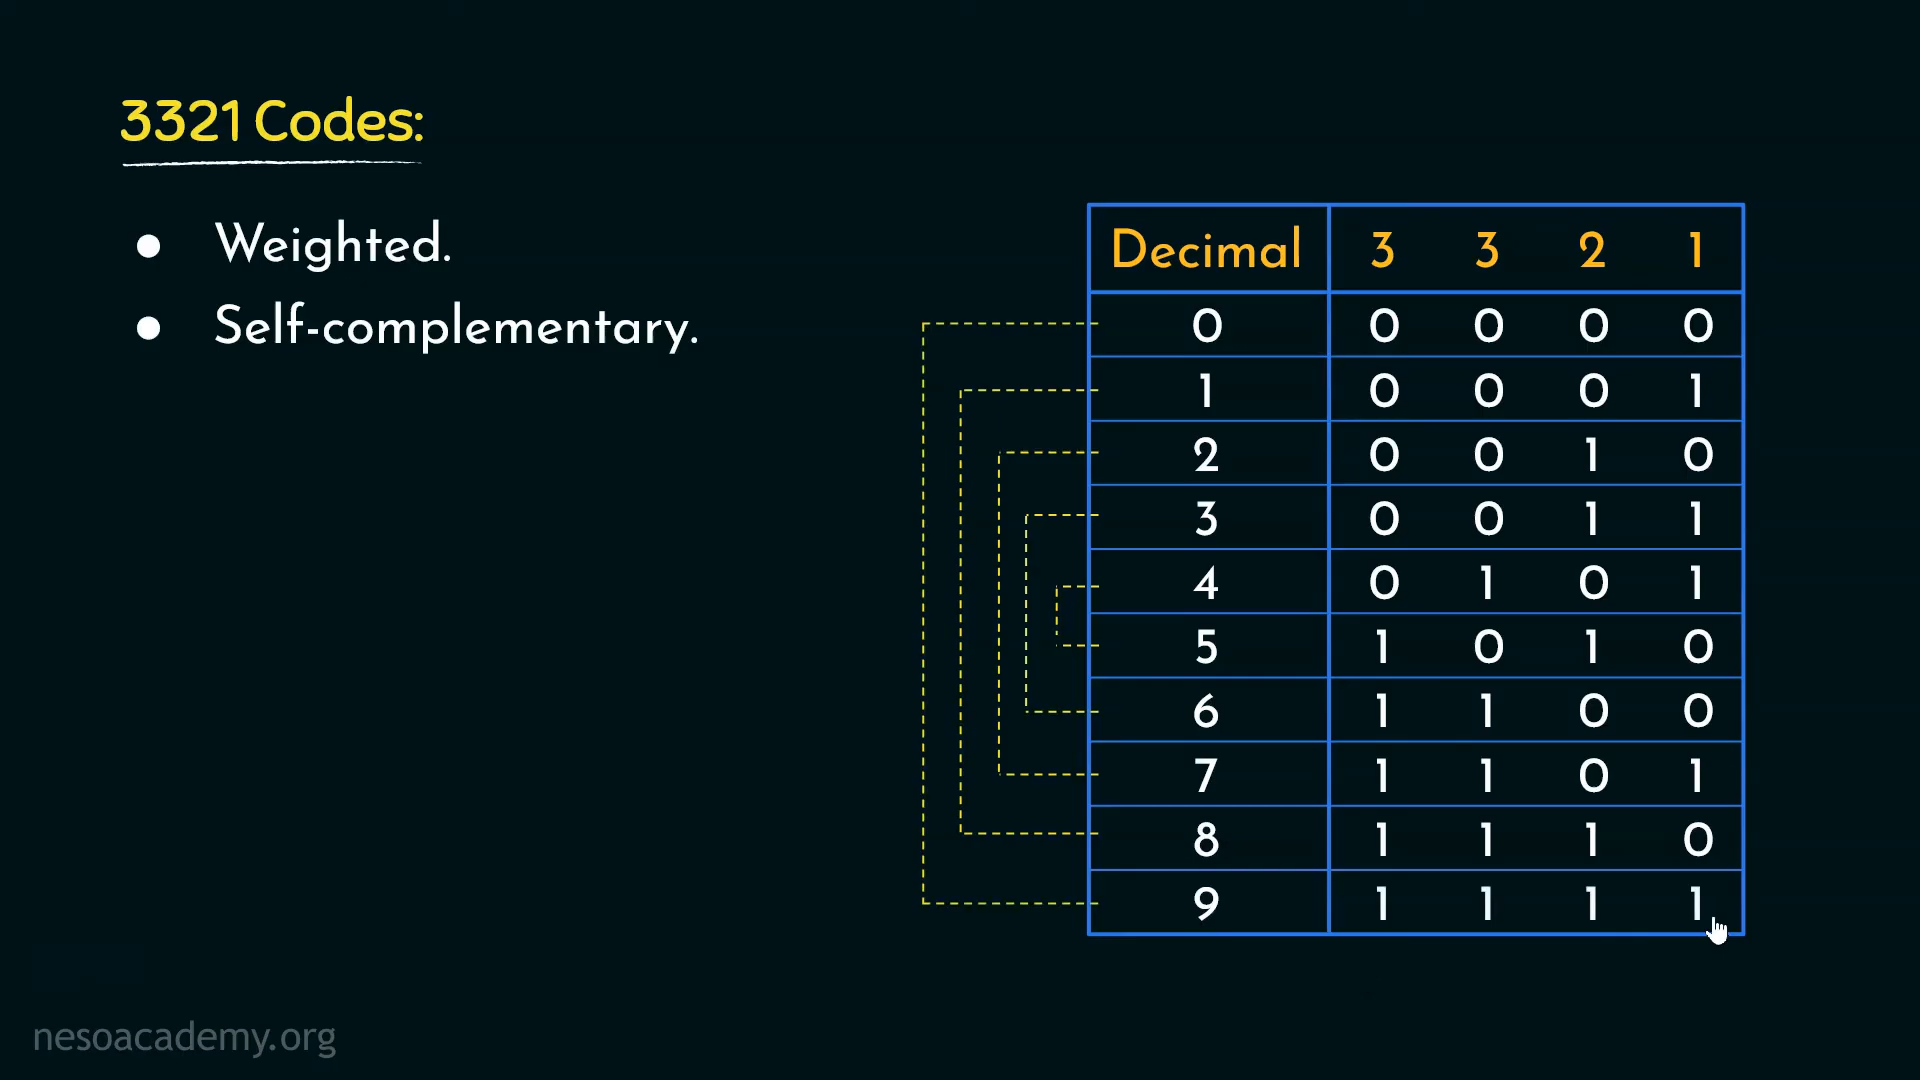 3321 Codes:
● Weighted.
● Self-complementary.
Decimal 3 3 2 1
0 0 0 0 0
1 0 0 0 1
2 0 0 1 0
3 0 0 1 1
4 0 1 0 1
5 1 0 1 0
6 1 1 0 0
7 1 1 0 1
8 1 1 1 0
9 1 1 1 1
nesoacademy.org